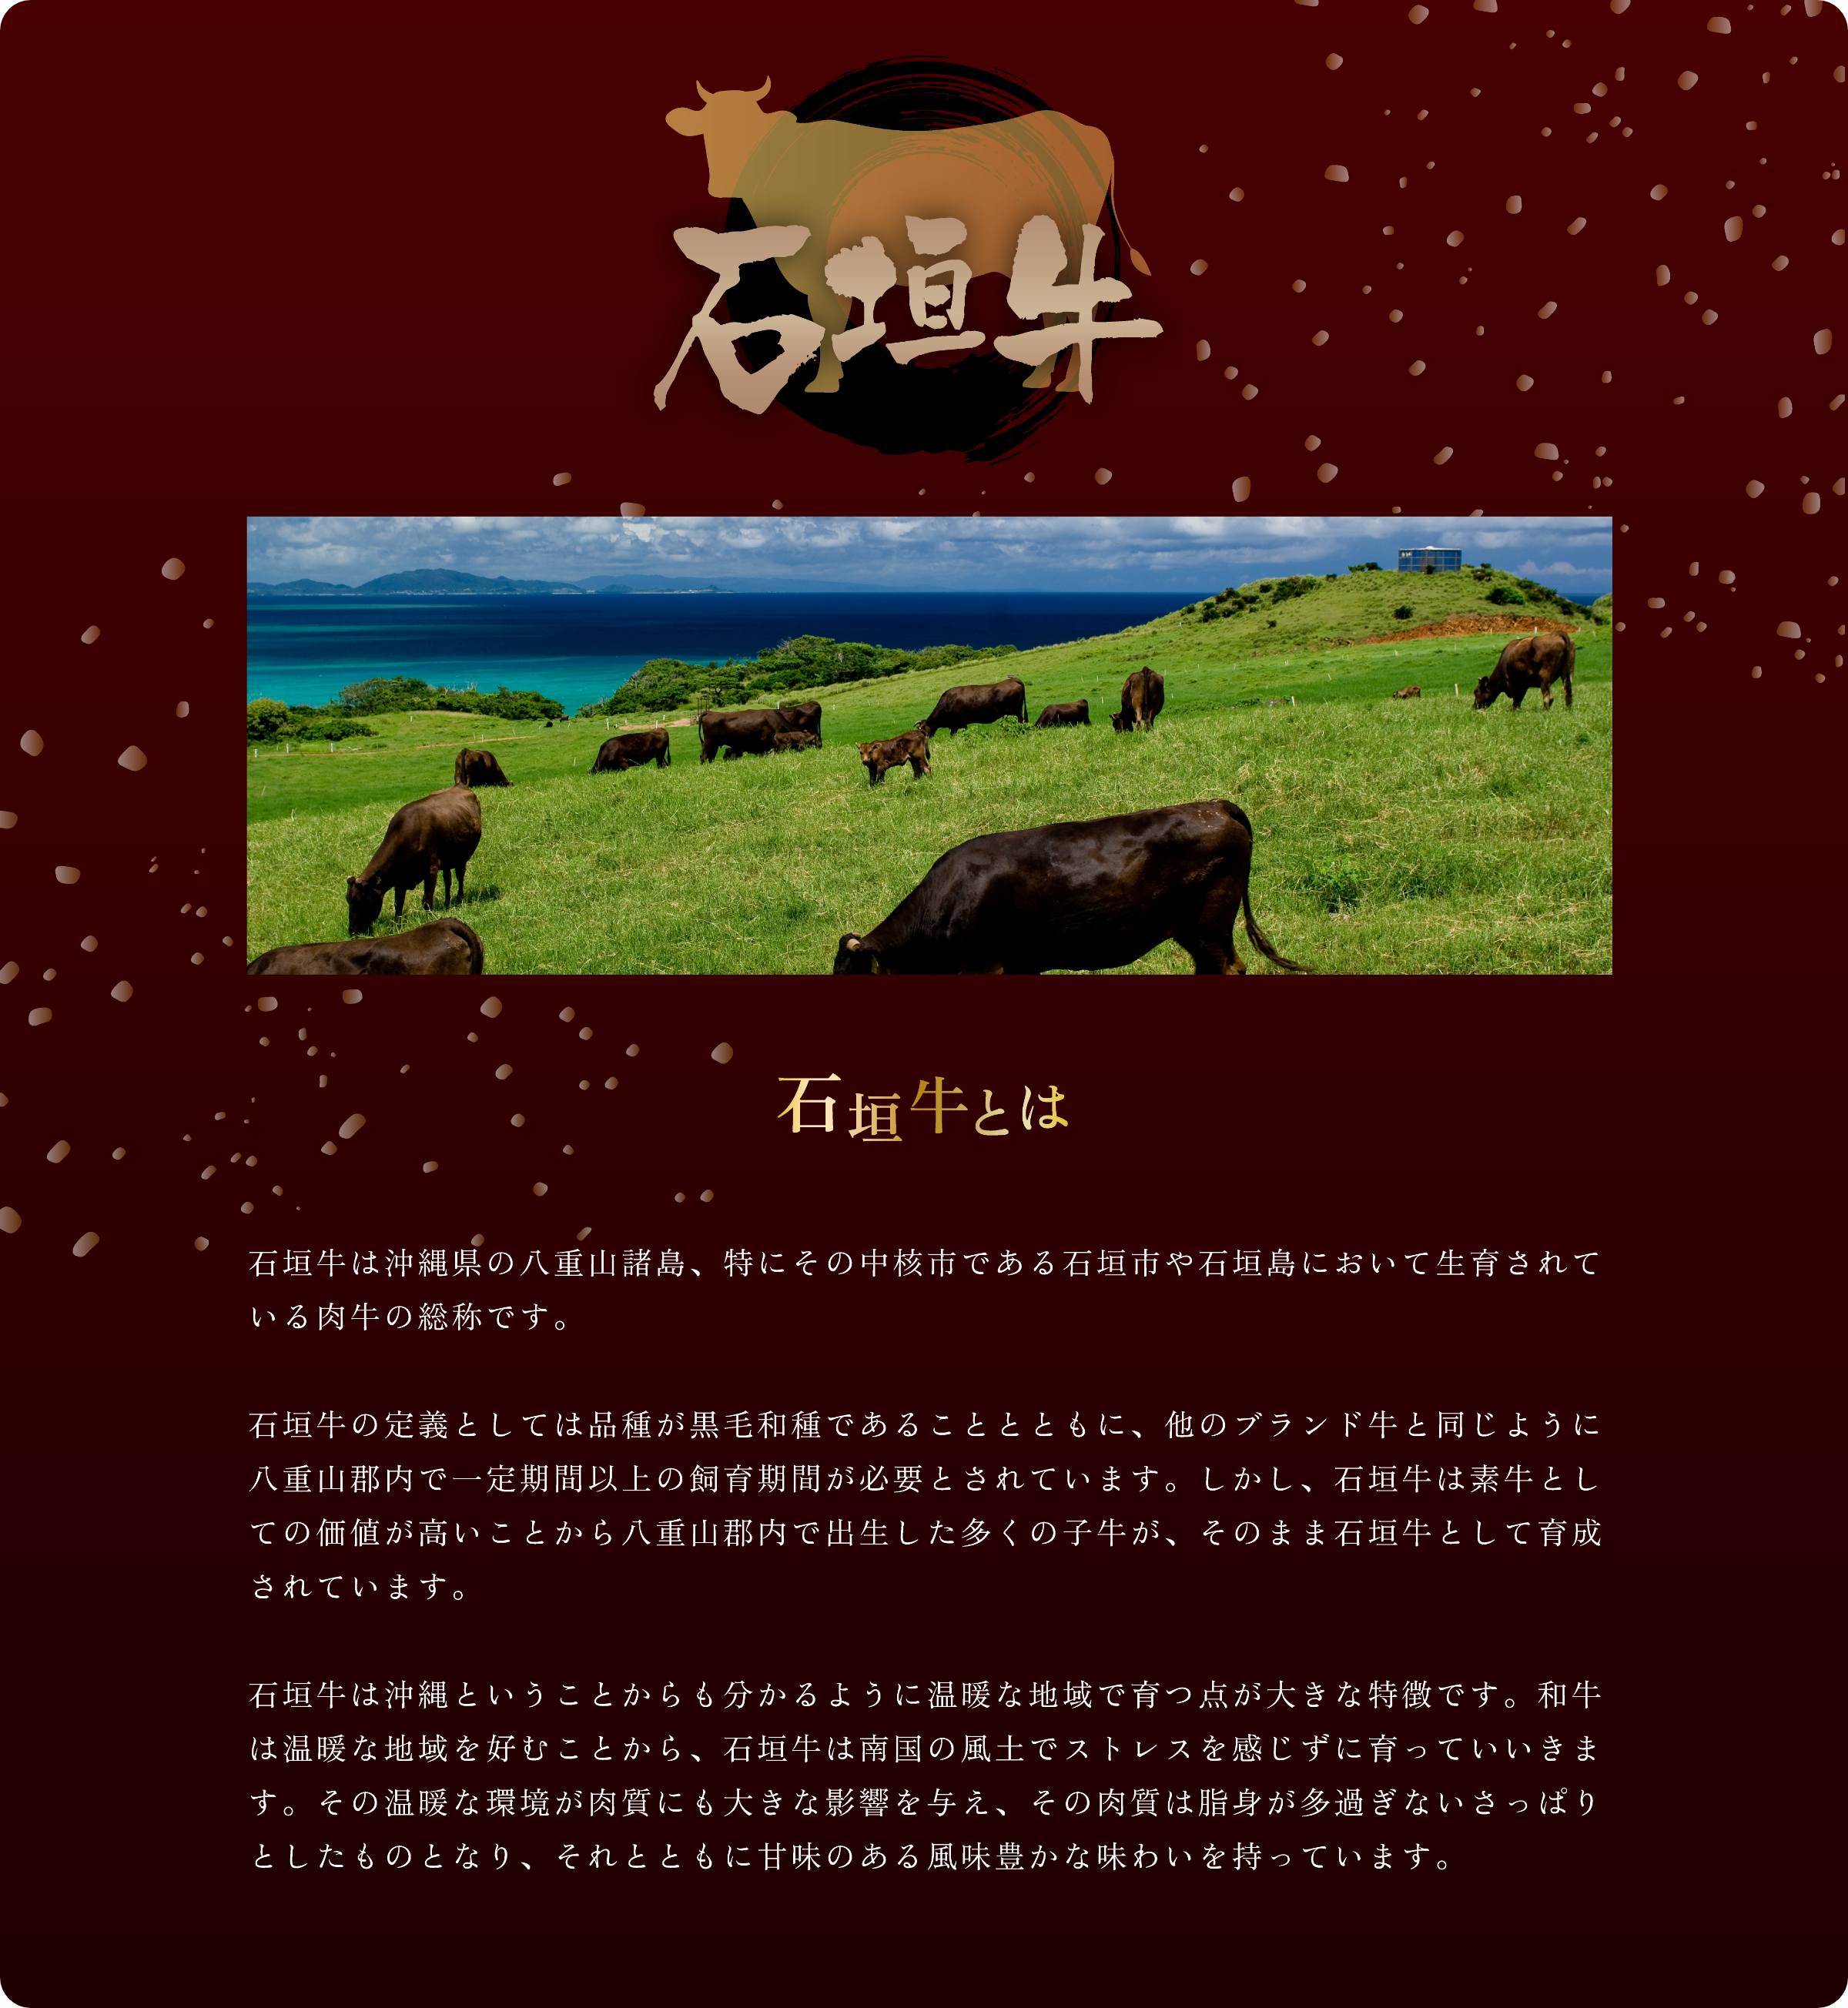 石垣牛
石垣牛とは
石垣牛は沖縄県の八重山諸島、特にその中核市である石垣市や石垣島において生育されて
いる肉牛の総称です。
石垣牛の定義としては品種が黒毛和種であることとともに、他のブランド牛と同じように
八重山郡内で一定期間以上の飼育期間が必要とされています。しかし、石垣牛は素牛とし
ての価値が高いことから八重山郡内で出生した多くの子牛が、そのまま石垣牛として育成
されています。
石垣牛は沖縄ということからも分かるように温暖な地域で育つ点が大きな特徴です。和牛
は温暖な地域を好むことから、石垣牛は南国の風土でストレスを感じずに育っていいきま
す。その温暖な環境が肉質にも大きな影響を与え、その肉質は脂身が多過ぎないさっぱり
としたものとなり、それとともに甘味のある風味豊かな味わいを持っています。